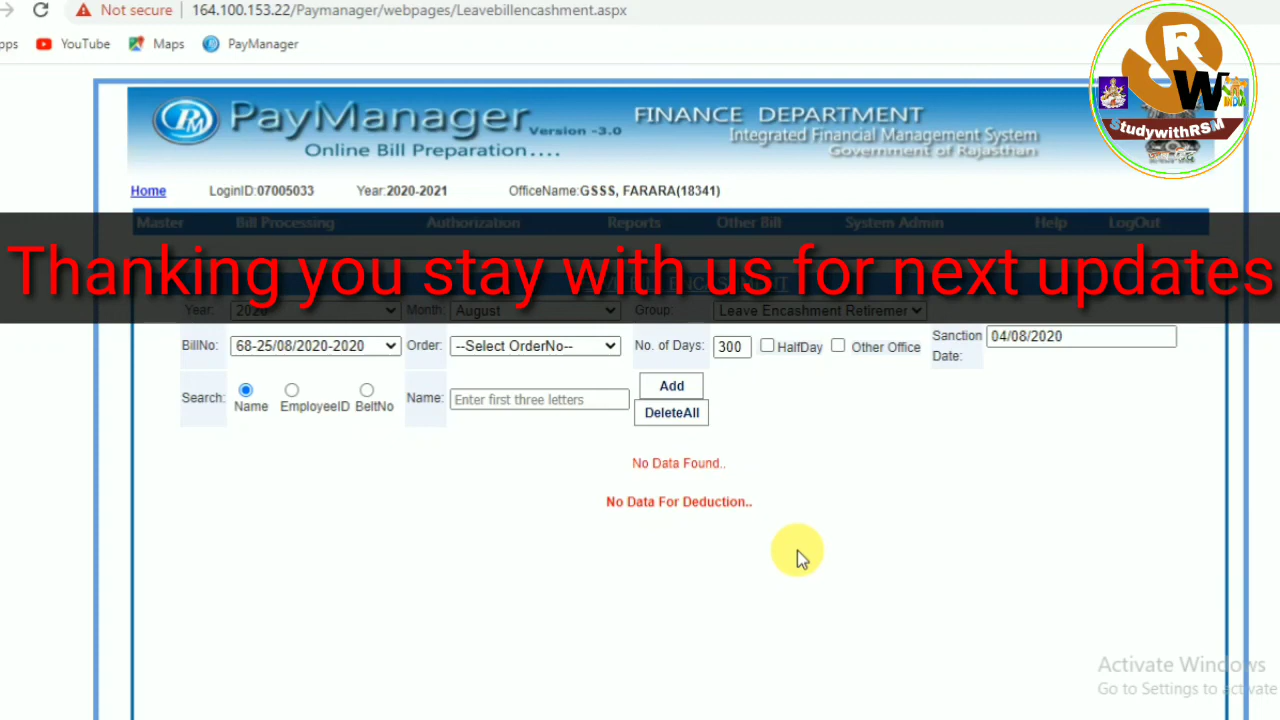 Not secure 164.100.153.22/Paymanager/webpages/Leavebillencashment.aspx
pps YouTube Maps PayManager
S R W
StudywithRSM
PM PayManager Version -3.0
Online Bill Preparation....
FINANCE DEPARTMENT
Integrated Financial Management System
Government of Rajasthan
Home LoginID:07005033 Year:2020-2021 OfficeName:GSSS, FARARA(18341)
Master Bill Processing Authorization Reports Other Bill System Admin Help LogOut
Thanking you stay with us for next updates
Year: 2020 Month: August Group: Leave Encashment Retiremer
BillNo: 68-25/08/2020-2020 Order: --Select OrderNo-- No. of Days: 300 HalfDay Other Office Sanction Date: 04/08/2020
Search: Name EmployeeID BeltNo Name: Enter first three letters Add
DeleteAll
No Data Found..
No Data For Deduction..
Activate Windows
Go to Settings to activate